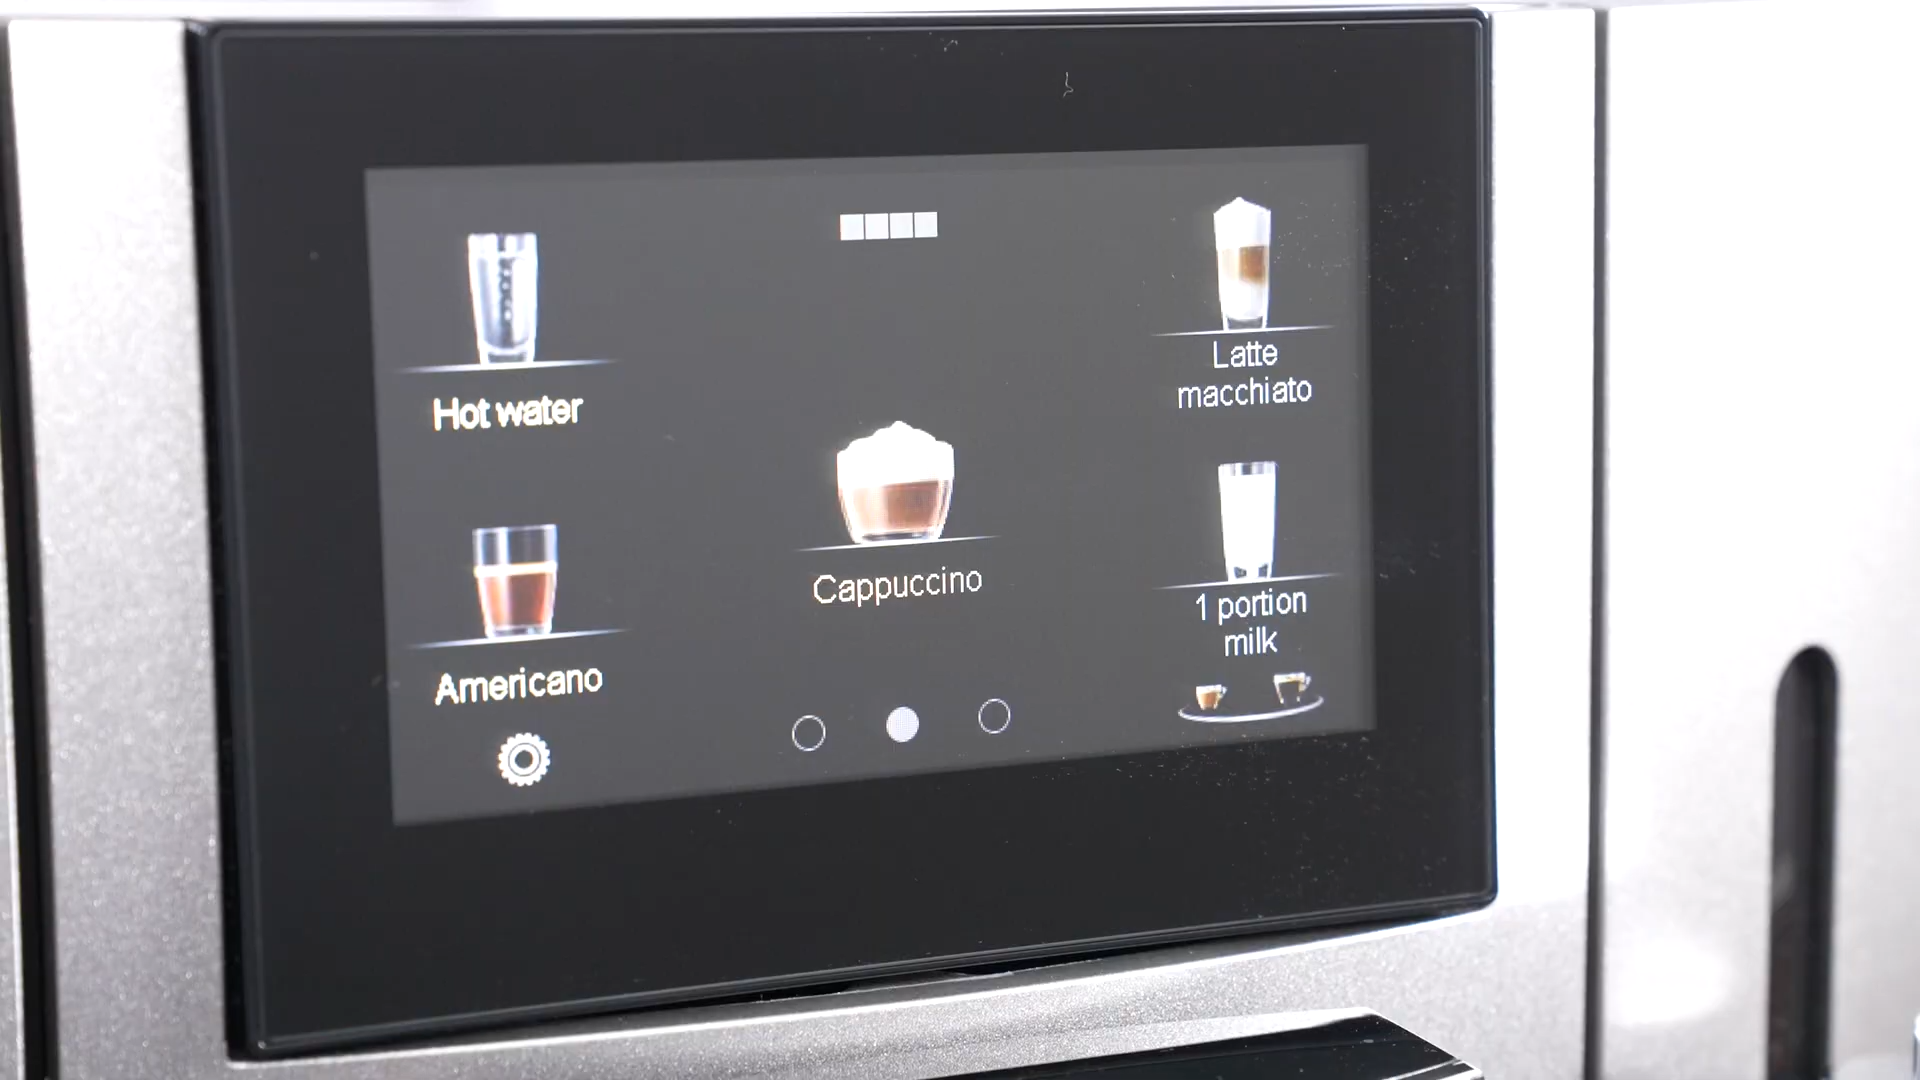 Hot water
Latte
macchiato
Cappuccino
1 portion
milk
Americano